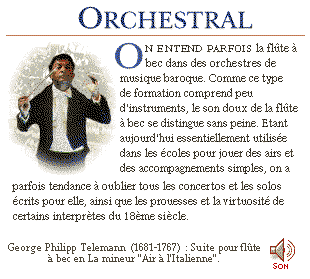 ORCHESTRAL
ON ENTEND PARFOIS la flûte à
bec dans des orchestres de
musique baroque. Comme ce type
de formation comprend peu
d'instruments, le son doux de la flûte
à bec se distingue sans peine. Etant
aujourd'hui essentiellement utilisée
dans les écoles pour jouer des airs et
des accompagnements simples, on a
parfois tendance à oublier tous les concertos et les solos
écrits pour elle, ainsi que les prouesses et la virtuosité de
certains interprètes du 18ème siècle.
George Philipp Telemann (1681-1767) : Suite pour flûte
à bec en La mineur "Air à l'Italienne".
SON